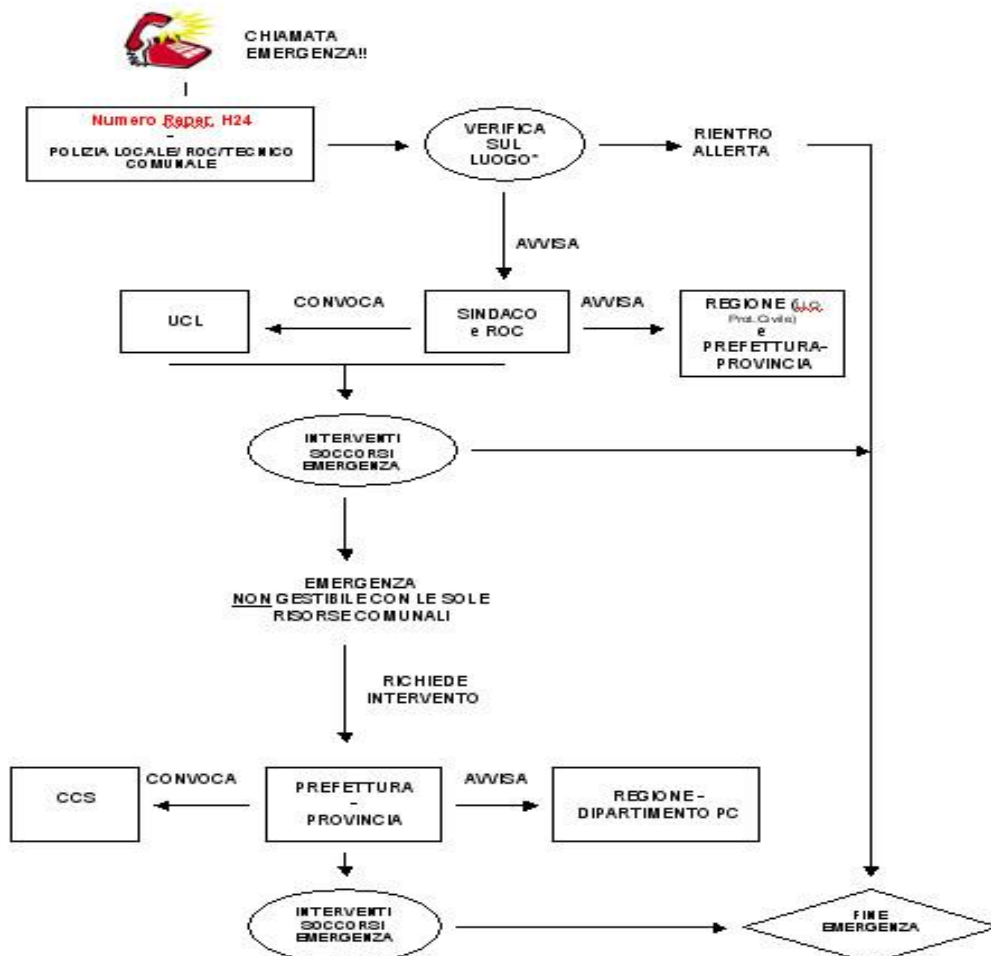 CHIAMATA
EMERGENZA!!
Numero Reper. H24
–
POLIZIA LOCALE/ ROC/TECNICO
COMUNALE
VERIFICA
SUL
LUOGO"
RIENTRO
ALLERTA
AVVISA
UCL
CONVOCA
SINDACO
e ROC
AVVISA
REGIONE (U.O.
Prot. Civile)
e
PREFETTURA–
PROVINCIA
INTERVENTI
SOCCORSI
EMERGENZA
EMERGENZA
NON GESTIBILE CON LE SOLE
RISORSE COMUNALI
RICHIEDE
INTERVENTO
CCS
CONVOCA
PREFETTURA
–
PROVINCIA
AVVISA
REGIONE –
DIPARTIMENTO PC
INTERVENTI
SOCCORSI
EMERGENZA
FINE
EMERGENZA